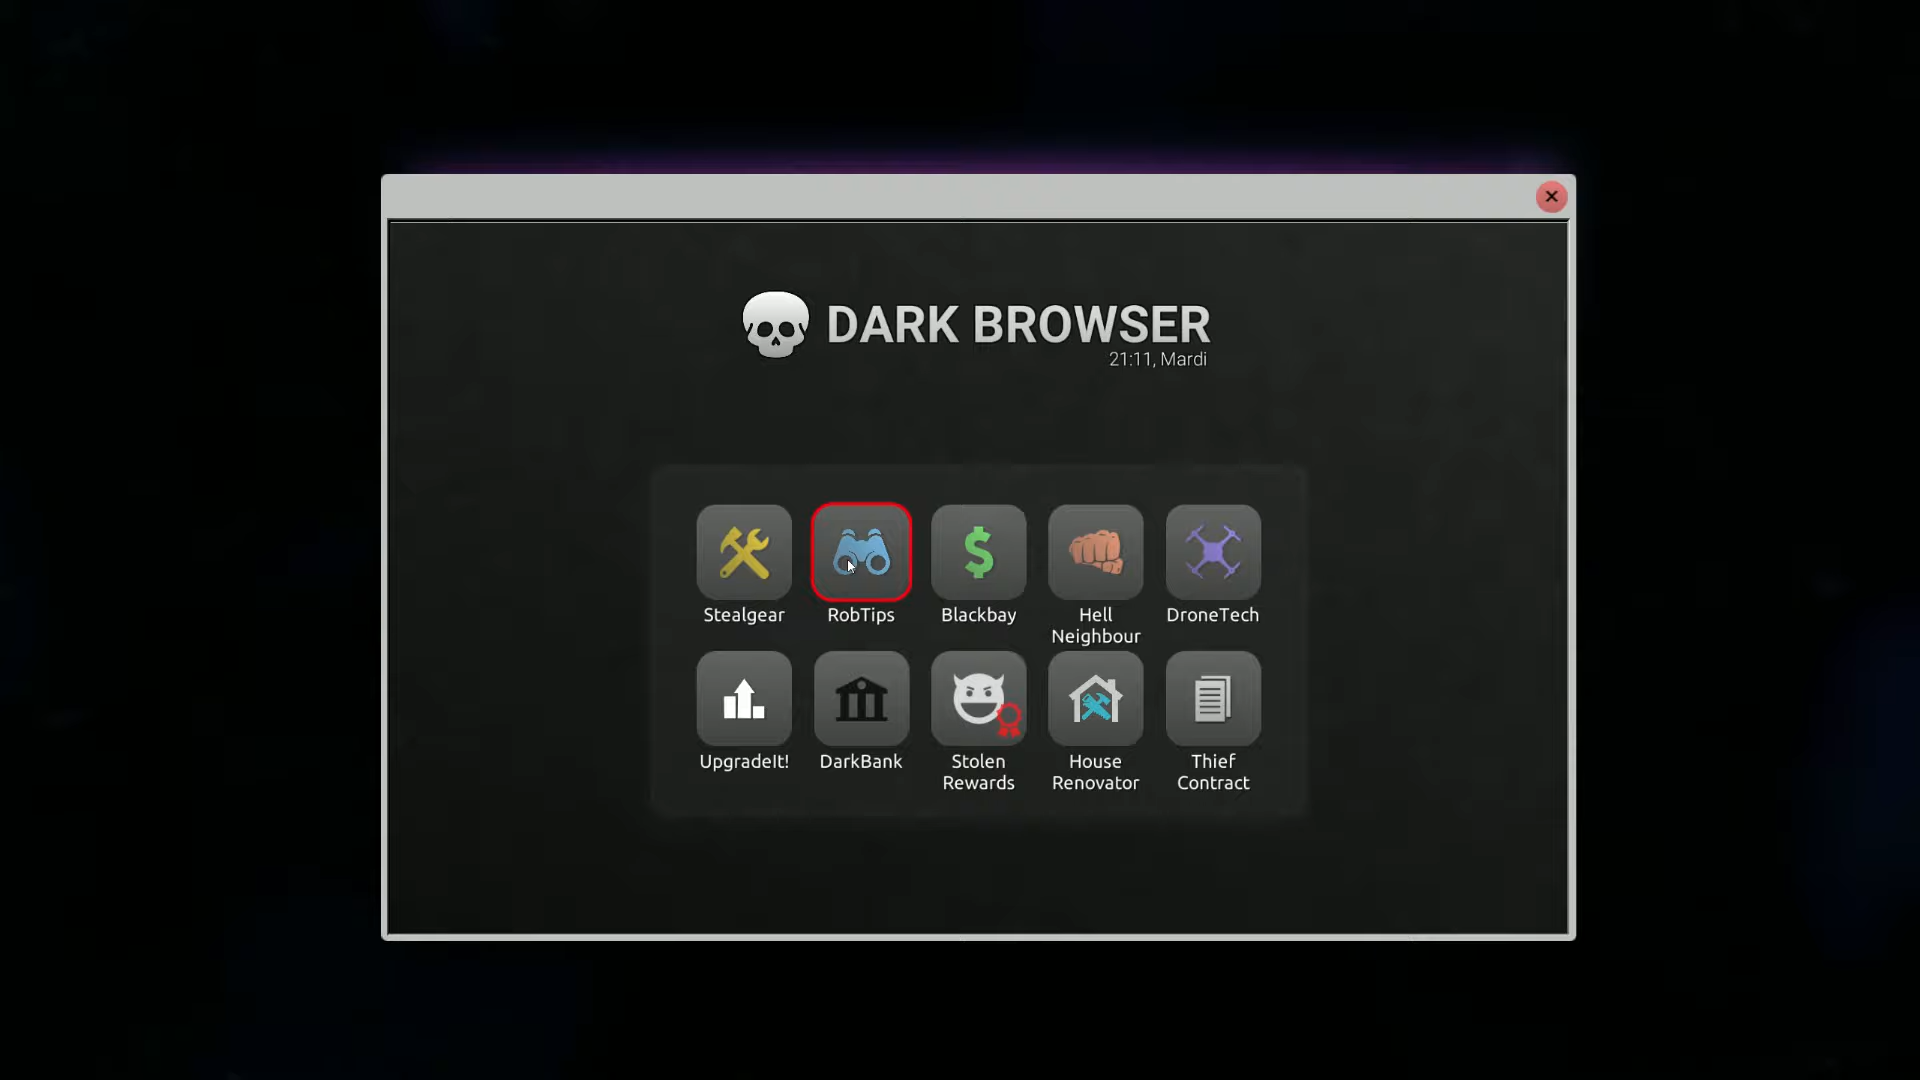 DARK BROWSER
21:11, Mardi
Stealgear
RobTips
Blackbay
Hell
Neighbour
DroneTech
UpgradeIt!
DarkBank
Stolen
Rewards
House
Renovator
Thief
Contract